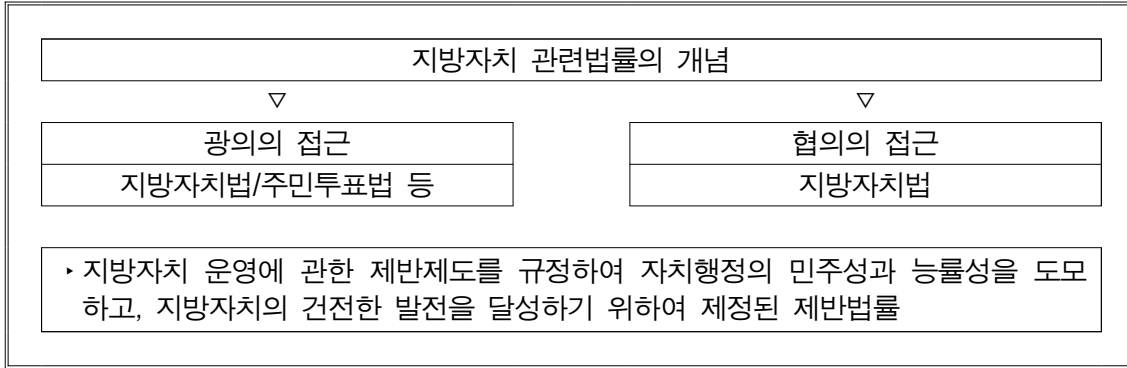 지방자치 관련법률의 개념
▽ ▽
광의의 접근 협의의 접근
지방자치법/주민투표법 등 지방자치법
‣ 지방자치 운영에 관한 제반제도를 규정하여 자치행정의 민주성과 능률성을 도모
하고, 지방자치의 건전한 발전을 달성하기 위하여 제정된 제반법률